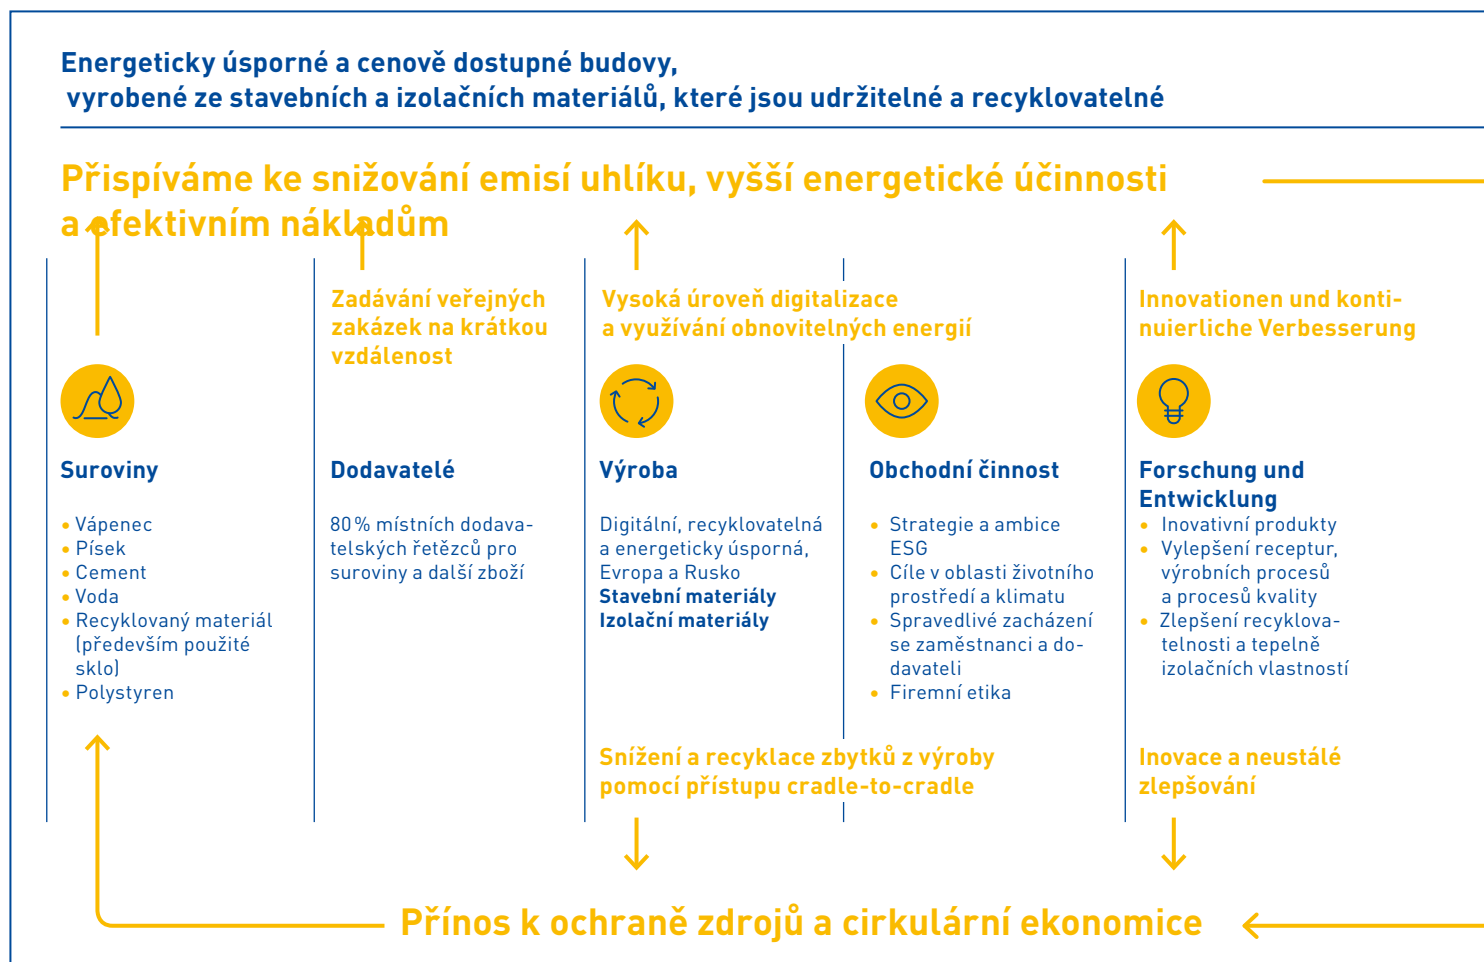 Energeticky úsporné a cenově dostupné budovy,
vyrobené ze stavebních a izolačních materiálů, které jsou udržitelné a recyklovatelné
Přispíváme ke snižování emisí uhlíku, vyšší energetické účinnosti
a efektivním nákladům
Zadávání veřejných
zakázek na krátkou
vzdálenost
Vysoká úroveň digitalizace
a využívání obnovitelných energií
Innovationen und konti-
nuierliche Verbesserung
Suroviny
• Vápenec
• Písek
• Cement
• Voda
• Recyklovaný materiál
(především použité
sklo)
• Polystyren
Dodavatelé
80 % místních dodava-
telských řetězců pro
suroviny a další zboží
Výroba
Digitální, recyklovatelná
a energeticky úsporná,
Evropa a Rusko
Stavební materiály
Izolační materiály
Obchodní činnost
• Strategie a ambice
ESG
• Cíle v oblasti životního
prostředí a klimatu
• Spravedlivé zacházení
se zaměstnanci a do-
davateli
• Firemní etika
Forschung und
Entwicklung
• Inovativní produkty
• Vylepšení receptur,
výrobních procesů
a procesů kvality
• Zlepšení recyklova-
telnosti a tepelně
izolačních vlastností
Snížení a recyklace zbytků z výroby
pomocí přístupu cradle-to-cradle
Inovace a neustálé
zlepšování
Přínos k ochraně zdrojů a cirkulární ekonomice